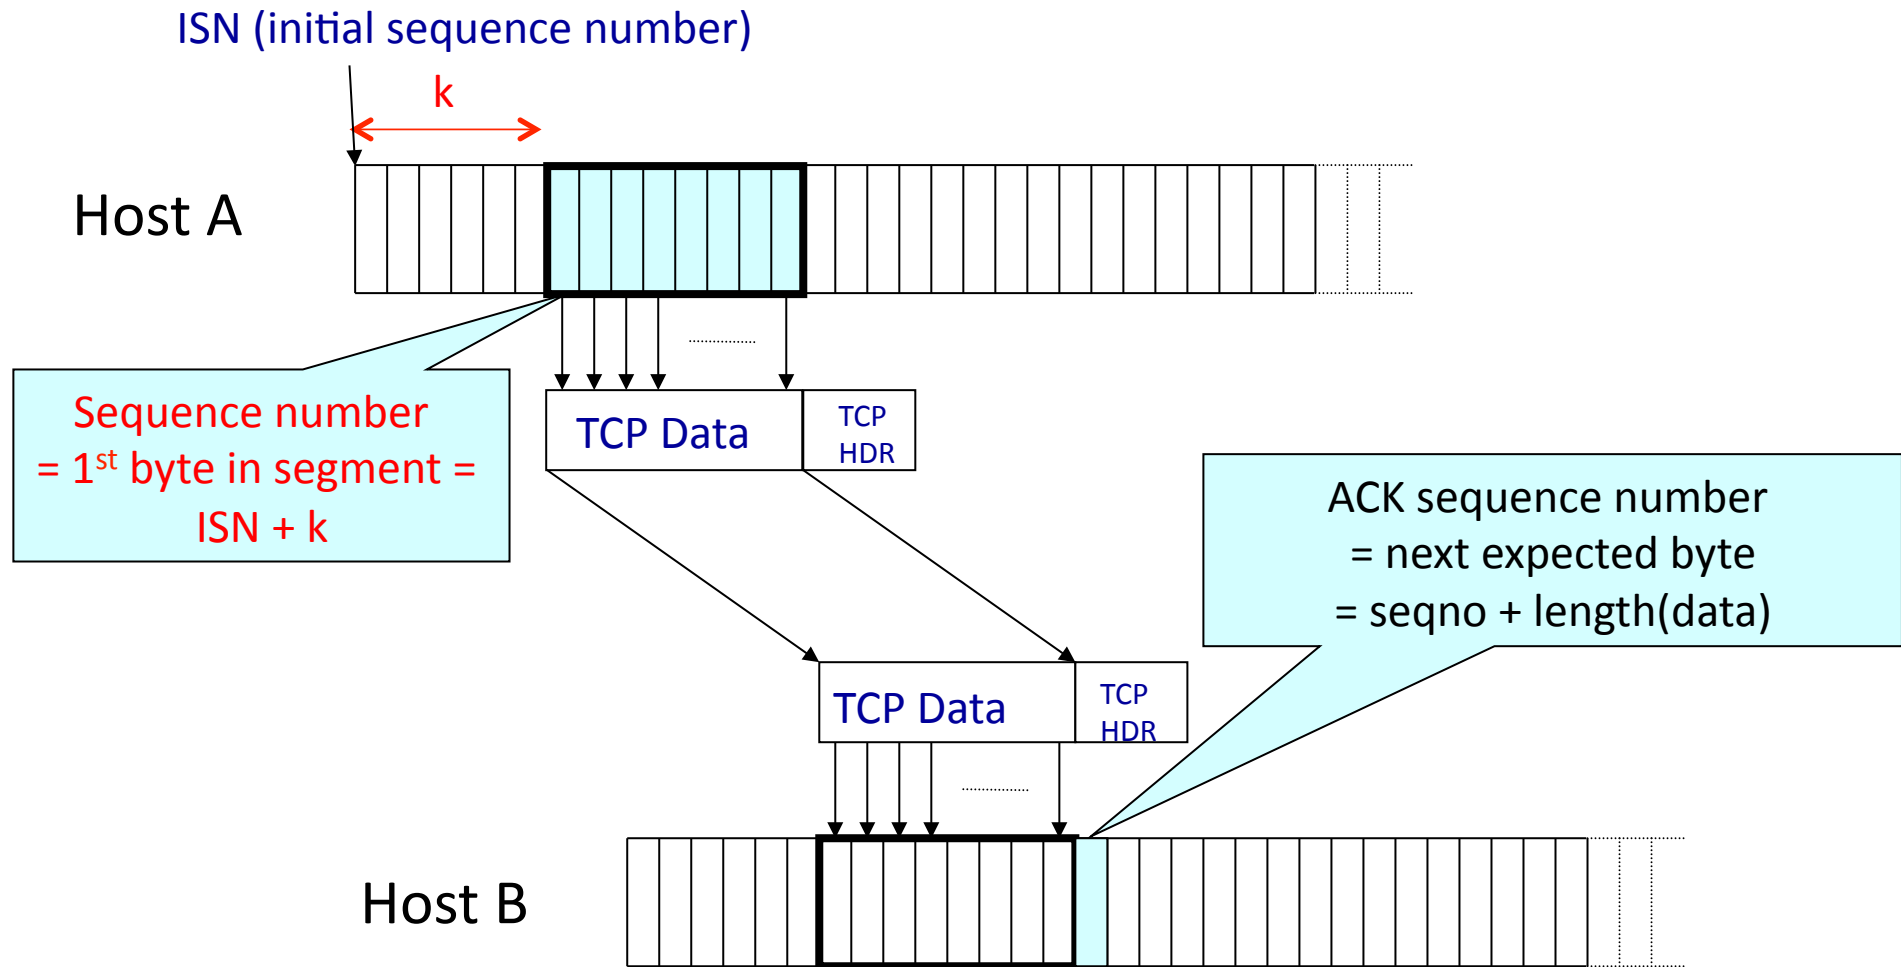 ISN (initial sequence number)
k
Host A
Sequence number
= 1st byte in segment =
ISN + k
TCP Data
TCP
HDR
ACK sequence number
= next expected byte
= seqno + length(data)
TCP Data
TCP
HDR
Host B